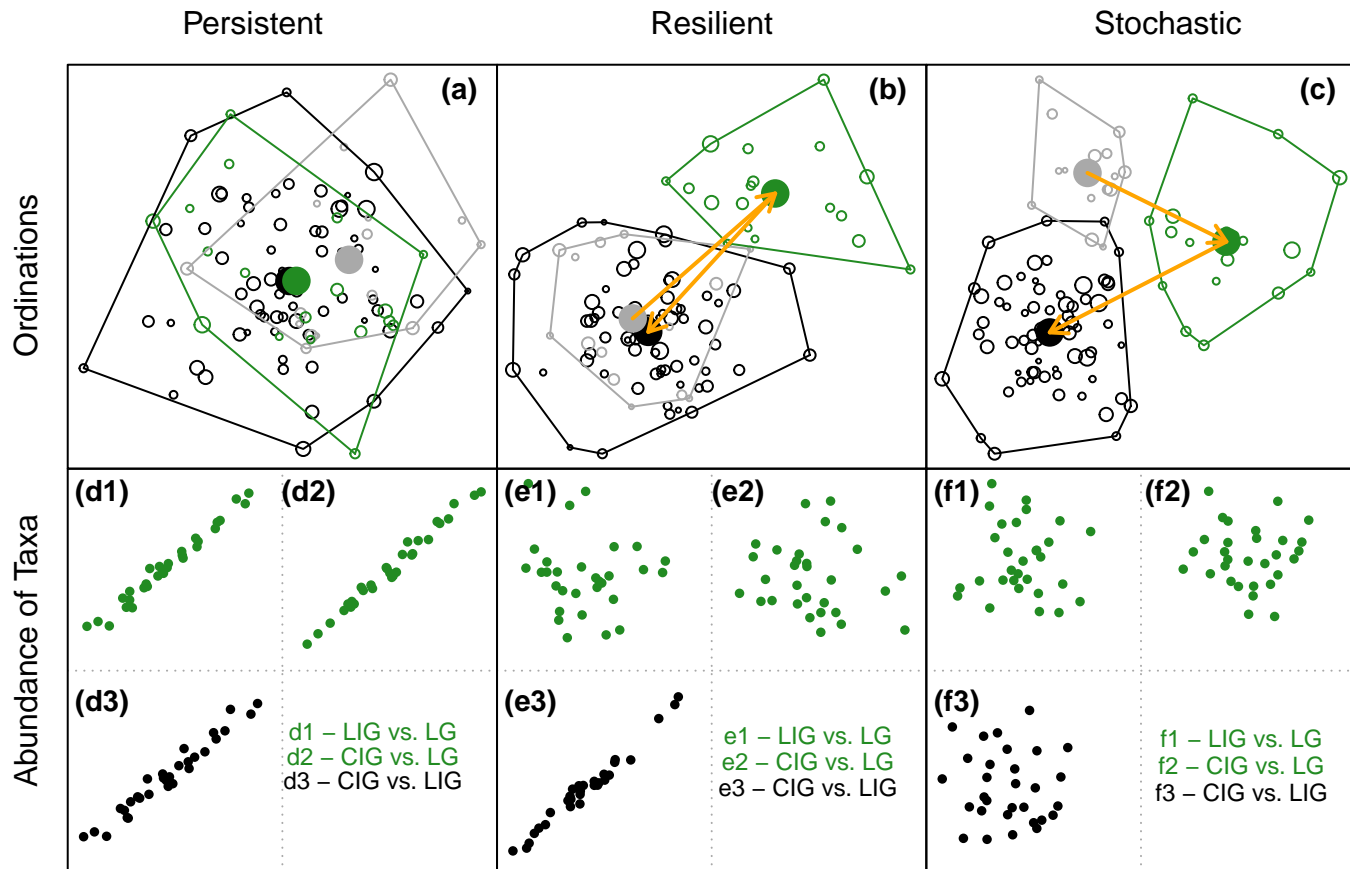 Persistent
Resilient
Stochastic
Ordinations
(a)
(b)
(c)
Abundance of Taxa
(d1)
(d2)
(e1)
(e2)
(f1)
(f2)
(d3)
d1 – LIG vs. LG
d2 – CIG vs. LG
d3 – CIG vs. LIG
(e3)
e1 – LIG vs. LG
e2 – CIG vs. LG
e3 – CIG vs. LIG
(f3)
f1 – LIG vs. LG
f2 – CIG vs. LG
f3 – CIG vs. LIG